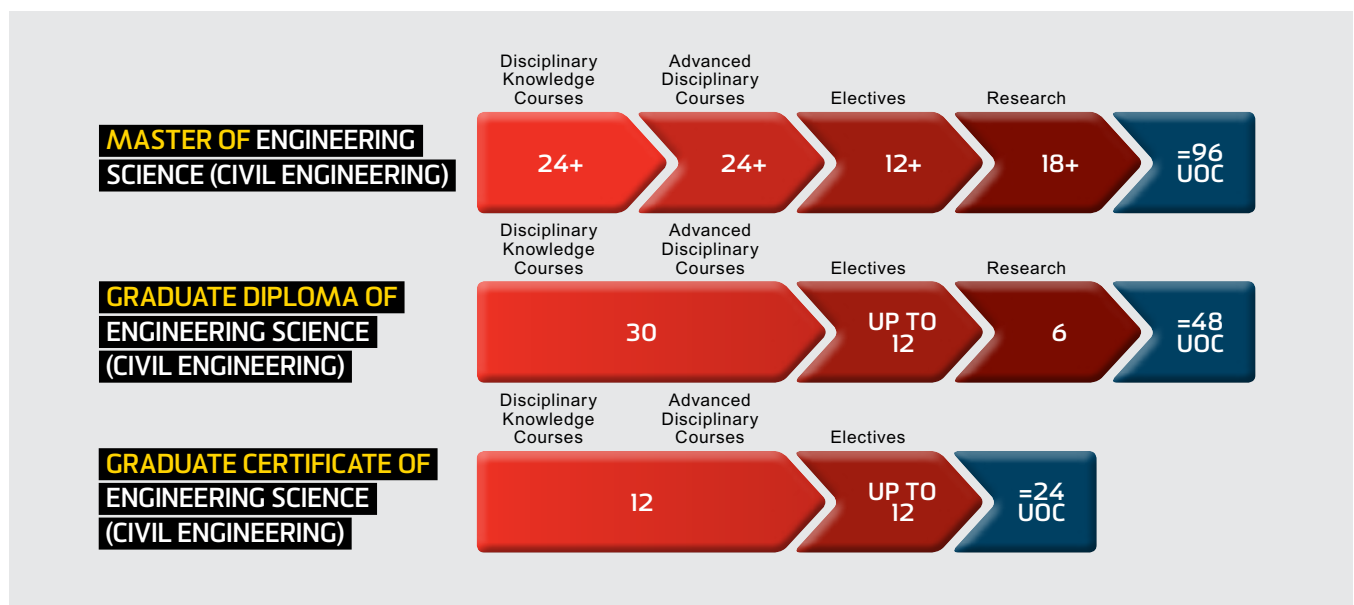 Disciplinary
Knowledge
Courses
Advanced
Disciplinary
Courses
Electives
Research
MASTER OF ENGINEERING
SCIENCE (CIVIL ENGINEERING)
24+
24+
12+
18+
=96
UOC
Disciplinary
Knowledge
Courses
Advanced
Disciplinary
Courses
Electives
Research
GRADUATE DIPLOMA OF
ENGINEERING SCIENCE
(CIVIL ENGINEERING)
30
UP TO
12
6
=48
UOC
Disciplinary
Knowledge
Courses
Advanced
Disciplinary
Courses
Electives
GRADUATE CERTIFICATE OF
ENGINEERING SCIENCE
(CIVIL ENGINEERING)
12
UP TO
12
=24
UOC